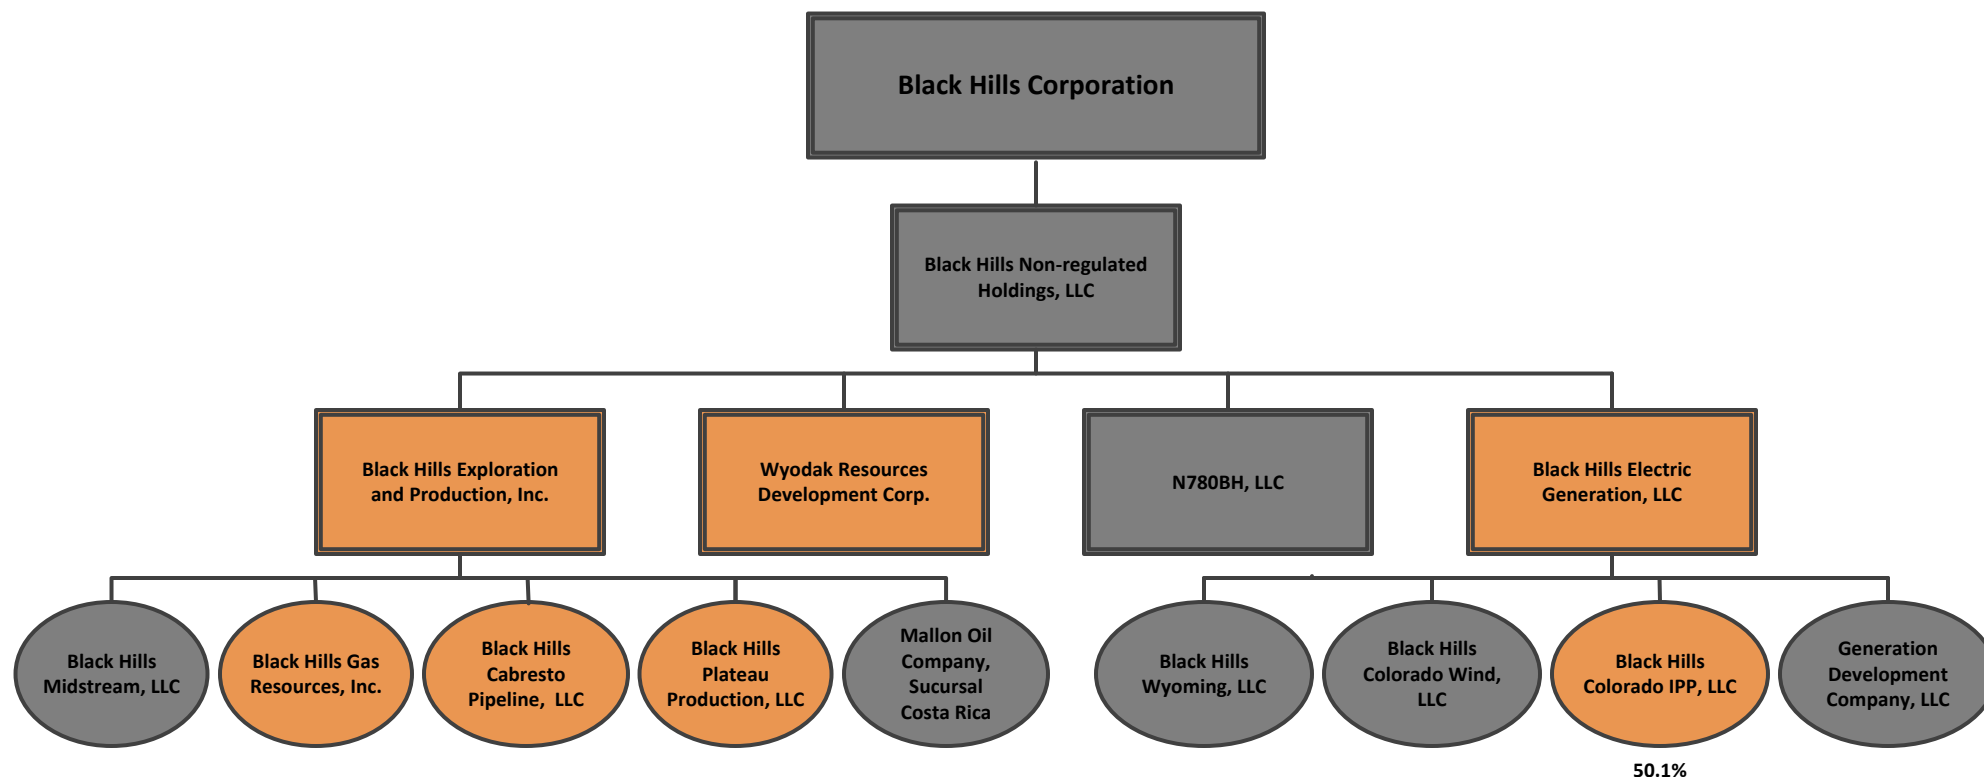 Black Hills Corporation
Black Hills Non-regulated
Holdings, LLC
Black Hills Exploration
and Production, Inc.
Wyodak Resources
Development Corp.
N780BH, LLC
Black Hills Electric
Generation, LLC
Black Hills
Midstream, LLC
Black Hills Gas
Resources, Inc.
Black Hills
Cabresto
Pipeline, LLC
Black Hills
Plateau
Production, LLC
Mallon Oil
Company,
Sucursal
Costa Rica
Black Hills
Wyoming, LLC
Black Hills
Colorado Wind,
LLC
Black Hills
Colorado IPP, LLC
Generation
Development
Company, LLC
50.1%